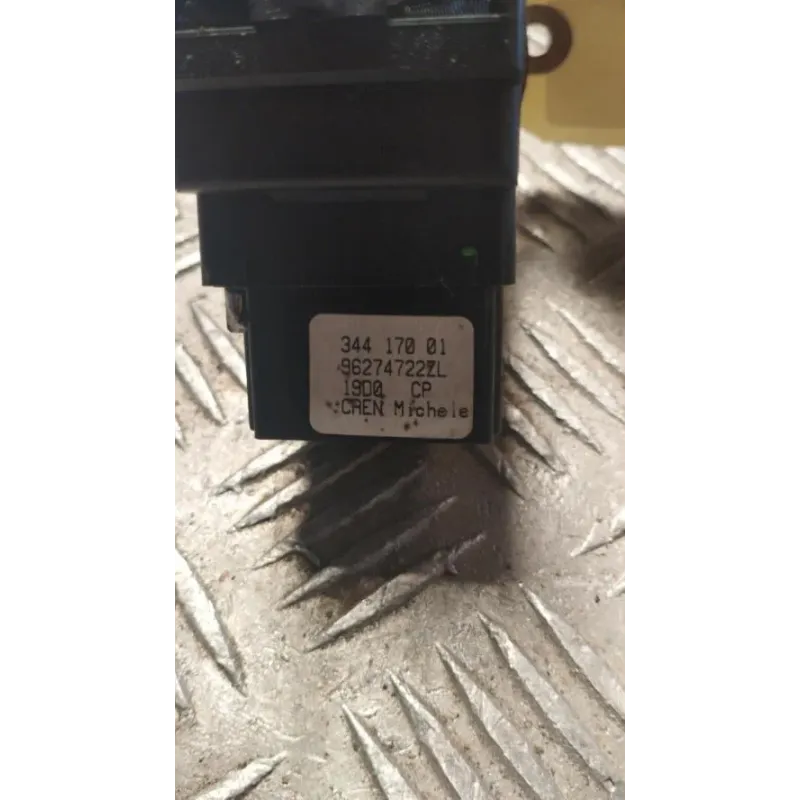 344 170 01
96274722ZL
19D0 CP
CREN Michele